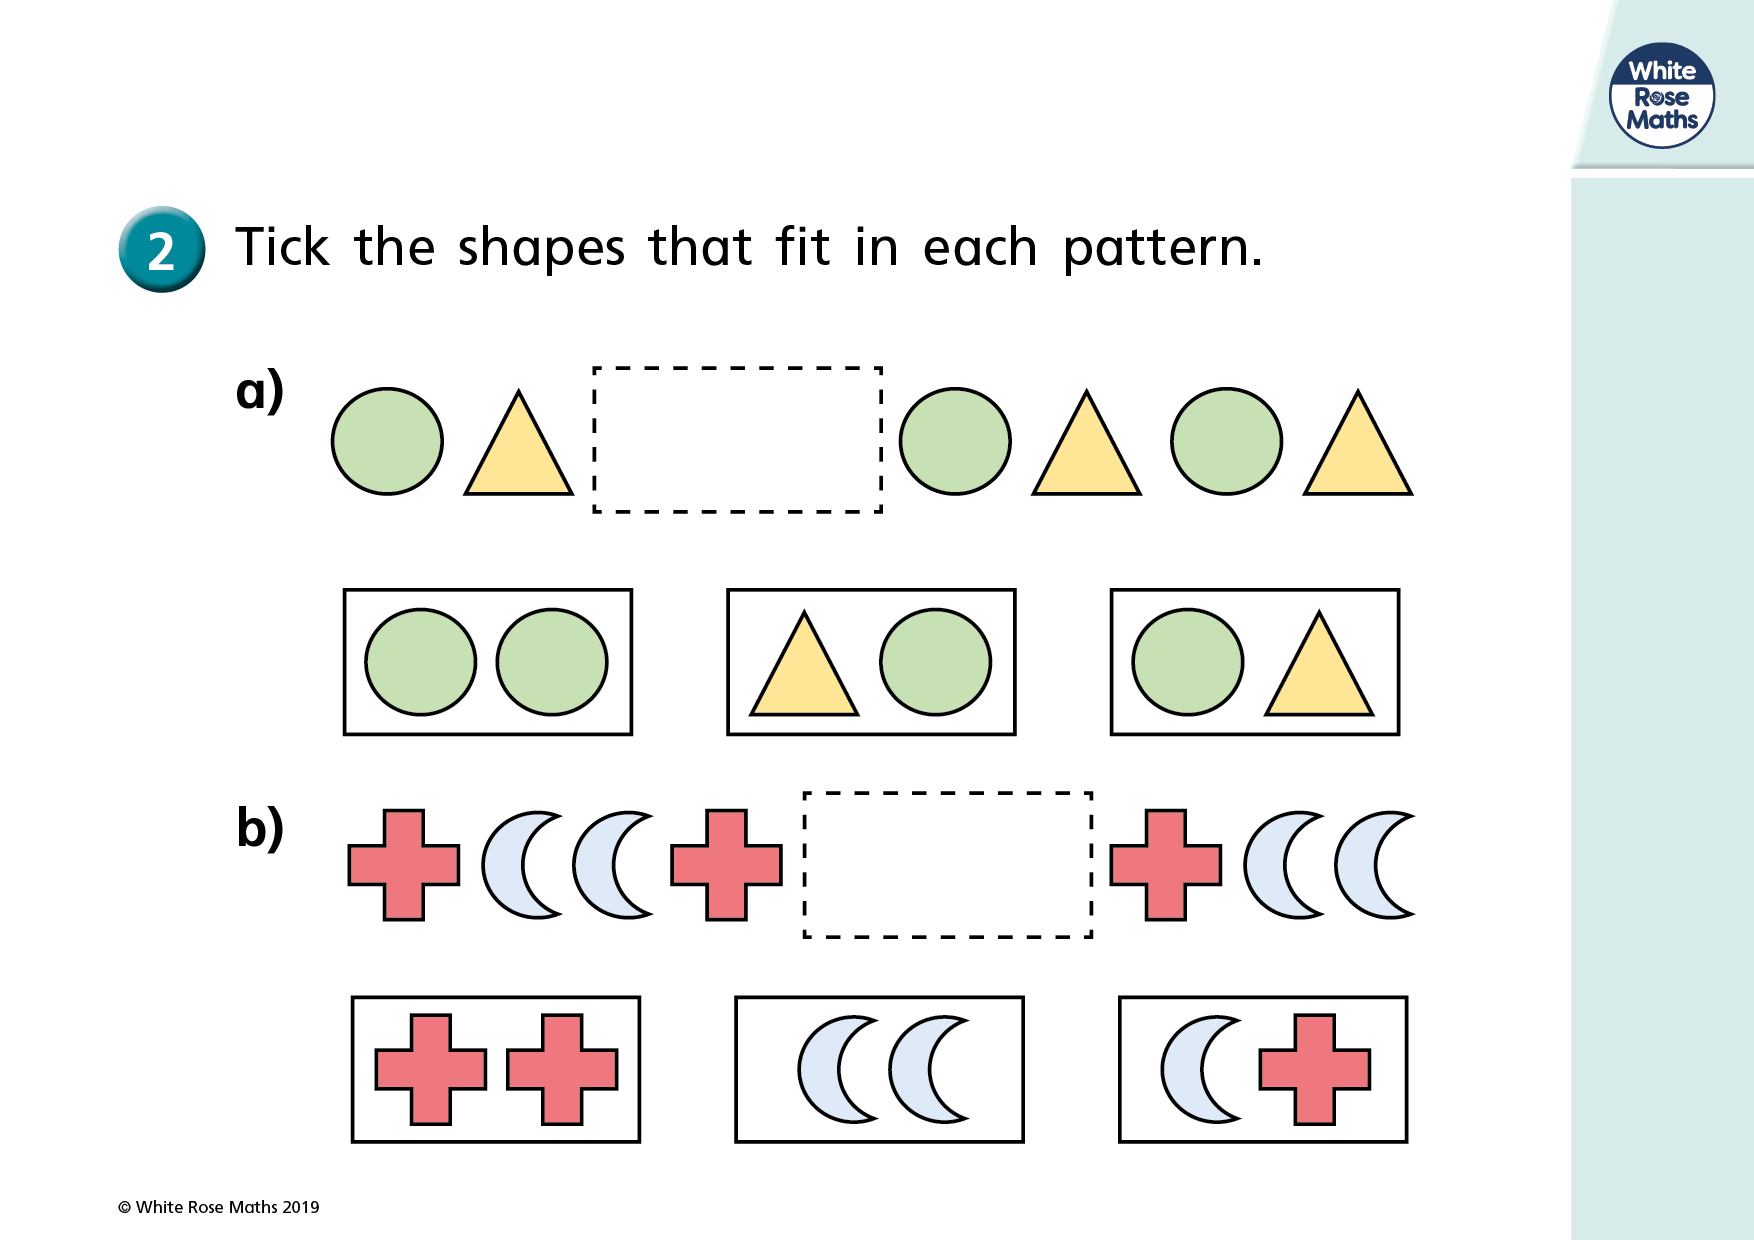 White
Rose
Maths
2 Tick the shapes that fit in each pattern.
a)
b)
© White Rose Maths 2019